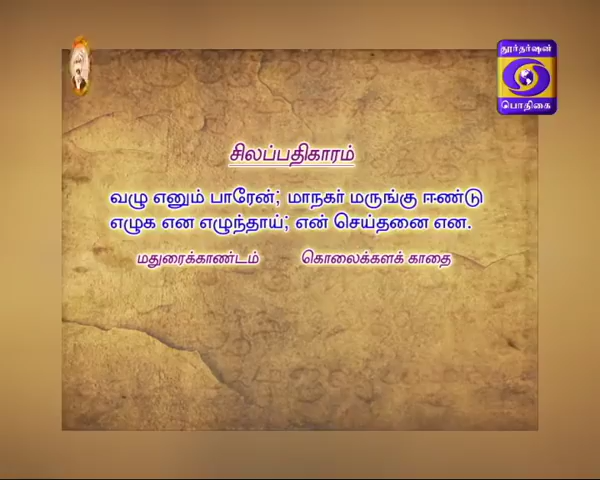 தூர்தர்ஷன்
பொதிகை
சிலப்பதிகாரம்
வழு எனும் பாரேன்; மாநகர் மருங்கு ஈண்டு
எழுக என எழுந்தாய்; என் செய்தனை என.
மதுரைக்காண்டம் கொலைக்களக் காதை